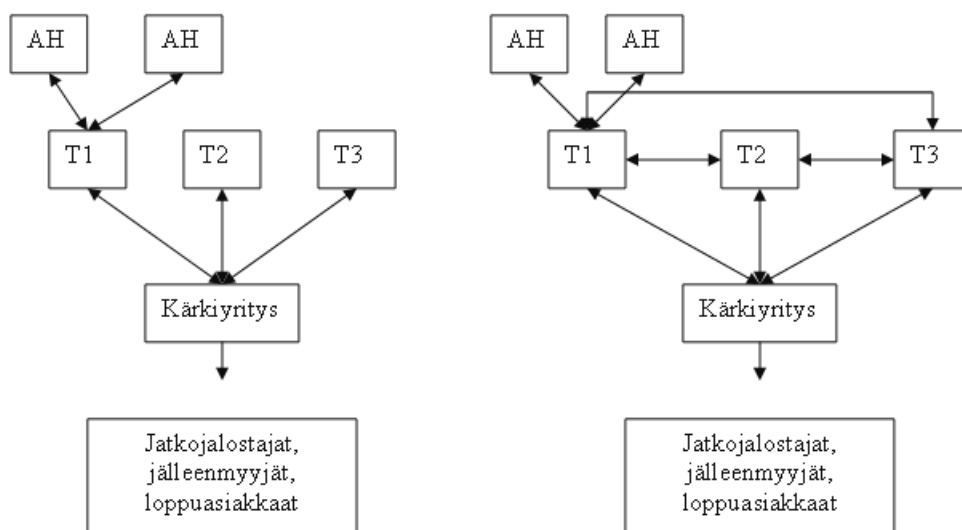 AH
AH
T1
T2
T3
Kärkiyritys
Jatkojalostajat,
jälleenmyyjät,
loppuasiakkaat
AH
AH
T1
T2
T3
Kärkiyritys
Jatkojalostajat,
jälleenmyyjät,
loppuasiakkaat